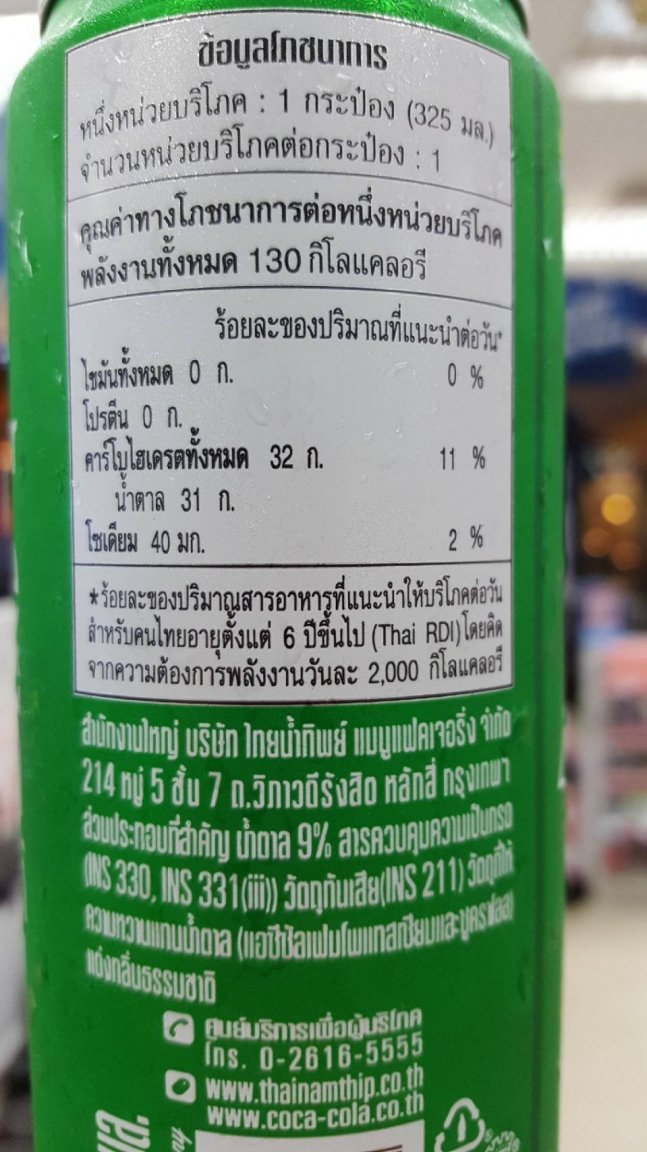 ข้อมูลโภชนาการ
หนึ่งหน่วยบริโภค : 1 กระป๋อง (325 มล.)
จำนวนหน่วยบริโภคต่อกระป๋อง : 1
คุณค่าทางโภชนาการต่อหนึ่งหน่วยบริโภค
พลังงานทั้งหมด 130 กิโลแคลอรี
ร้อยละของปริมาณที่แนะนำต่อวัน*
ไขมันทั้งหมด 0 ก. 0 %
โปรตีน 0 ก.
คาร์โบไฮเดรตทั้งหมด 32 ก. 11 %
น้ำตาล 31 ก.
โซเดียม 40 มก. 2 %
*ร้อยละของปริมาณสารอาหารที่แนะนำให้บริโภคต่อวัน
สำหรับคนไทยอายุตั้งแต่ 6 ปีขึ้นไป (Thai RDI) โดยคิด
จากความต้องการพลังงานวันละ 2,000 กิโลแคลอรี
สำนักงานใหญ่ บริษัท ไทยน้ำทิพย์ แมนูแฟคเจอริ่ง จำกัด
214 หมู่ 5 ชั้น 7 ถ.วิภาวดีรังสิต หลักสี่ กรุงเทพฯ
ส่วนประกอบที่สำคัญ น้ำตาล 9% สารควบคุมความเป็นกรด
(INS 330, INS 331(iii)) วัตถุกันเสีย(INS 211) วัตถุที่ให้
ความหวานแทนน้ำตาล (แอซีซัลเฟมโพแทสเซียมและซูคราโลส)
แต่งกลิ่นธรรมชาติ
ศูนย์บริการเพื่อผู้บริโภค
โทร. 0-2616-5555
www.thainamthip.co.th
www.coca-cola.co.th
1
มล.